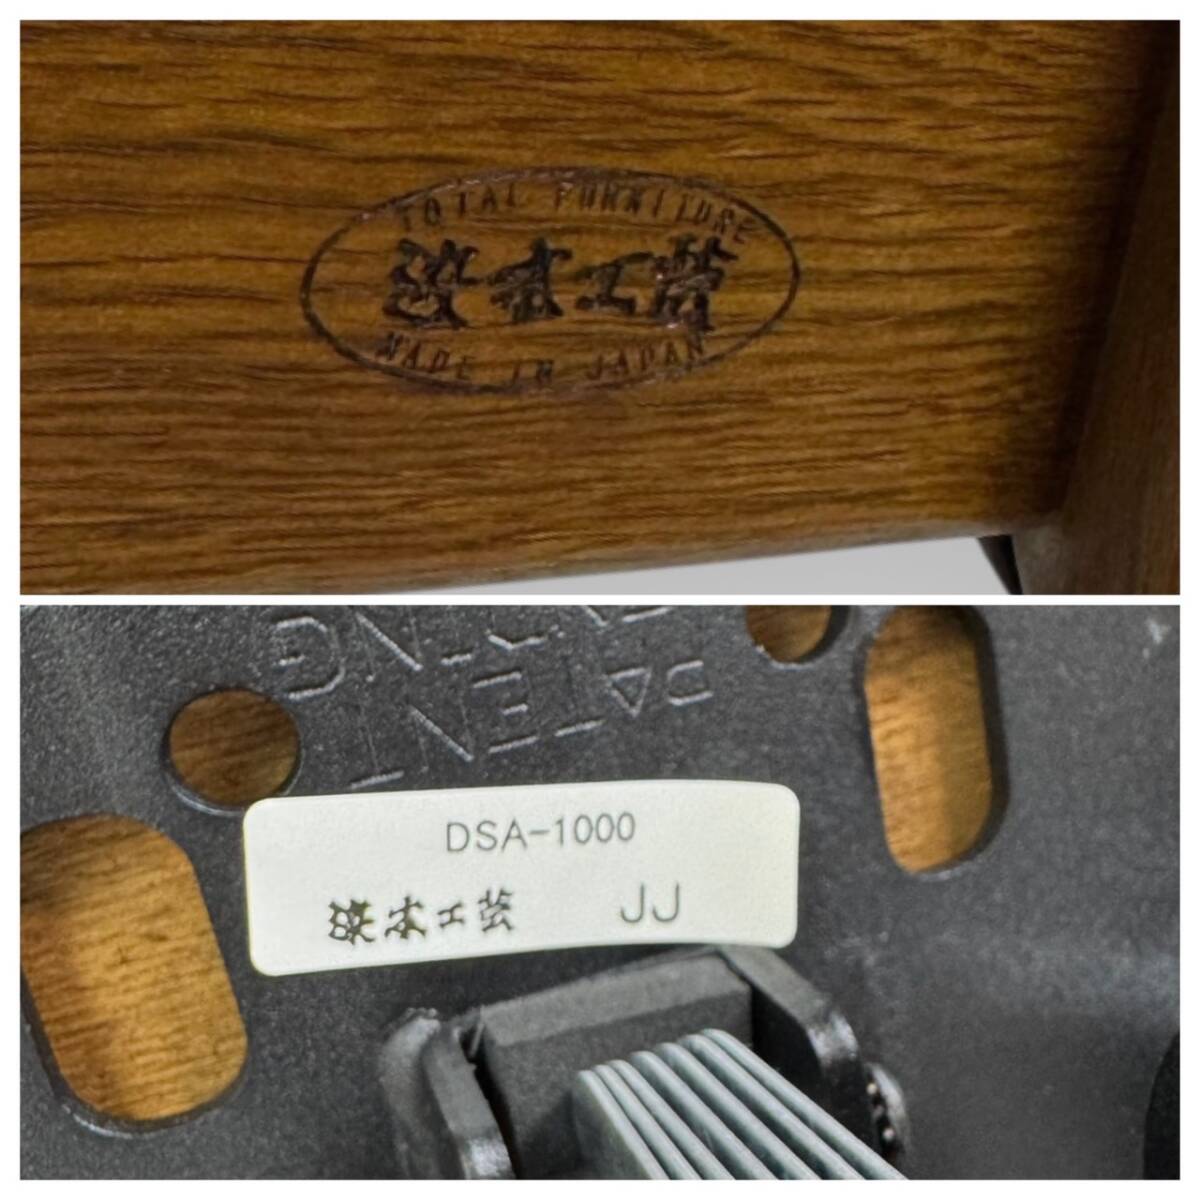 TOTAL FURNITURE
浜本工芸
MADE IN JAPAN
PATENT
DSA-1000
浜本工芸 JJ